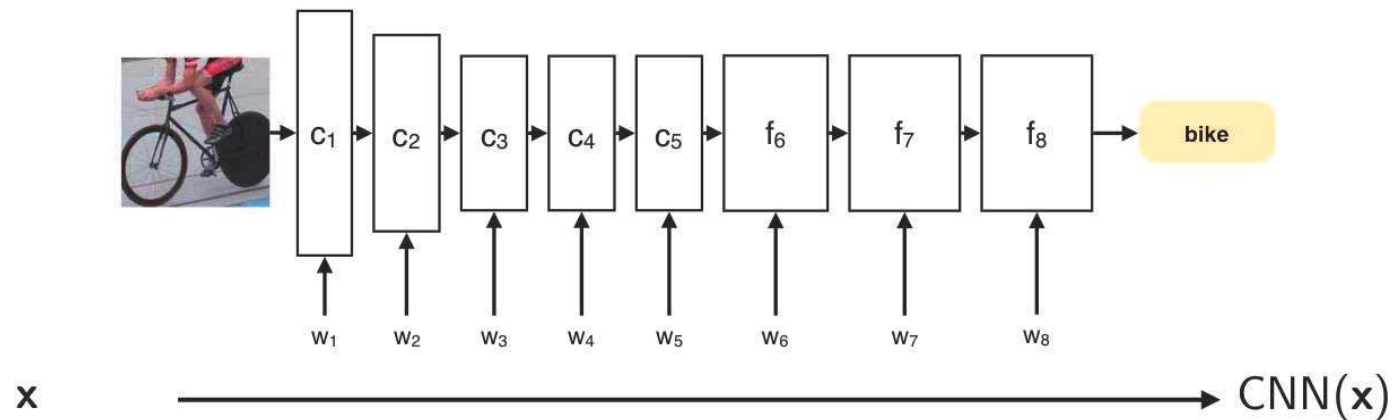 c₁ c₂ c₃ c₄ c₅ f₆ f₇ f₈ bike
w₁ w₂ w₃ w₄ w₅ w₆ w₇ w₈
x CNN(x)